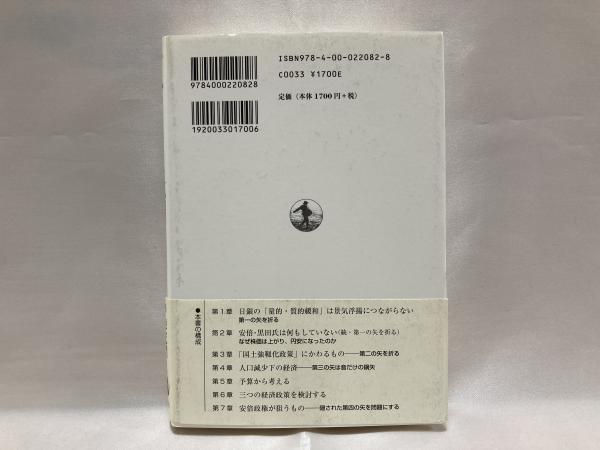 ISBN978-4-00-022082-8
C0033 ¥1700E
定価（本体1700円+税）
9784000220828
1920033017006
●本書の構成
第1章 日銀の「量的・質的緩和」は景気浮揚につながらない
第一の矢を折る
第2章 安倍・黒田氏は何もしていない（続・第一の矢を折る）
なぜ株価は上がり、円安になったのか
第3章 「国土強靱化政策」にかわるもの──第二の矢を折る
第4章 人口減少下の経済──第三の矢は音だけの鏑矢
第5章 予算から考える
第6章 三つの経済政策を検討する
第7章 安倍政権が狙うもの──隠された第四の矢を問題にする